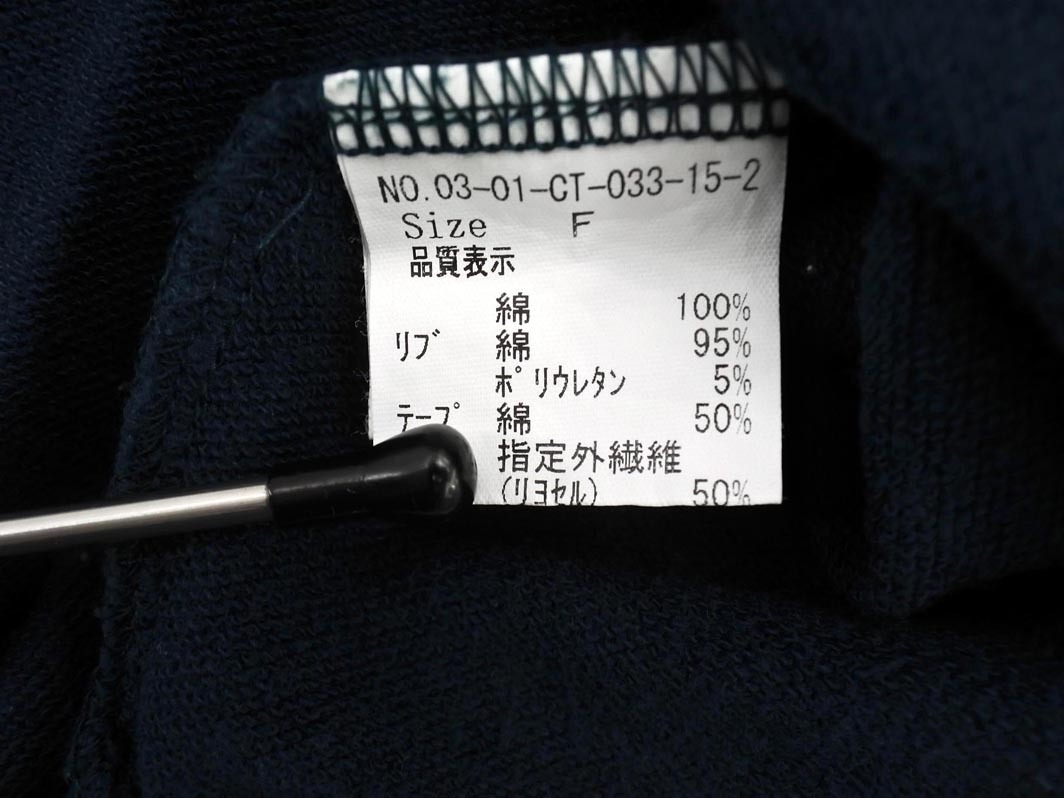 NO.03-01-CT-033-15-2
Size F
品質表示
綿 100%
リブ 綿 95%
ポリウレタン 5%
テープ 綿 50%
指定外繊維
(リヨセル) 50%